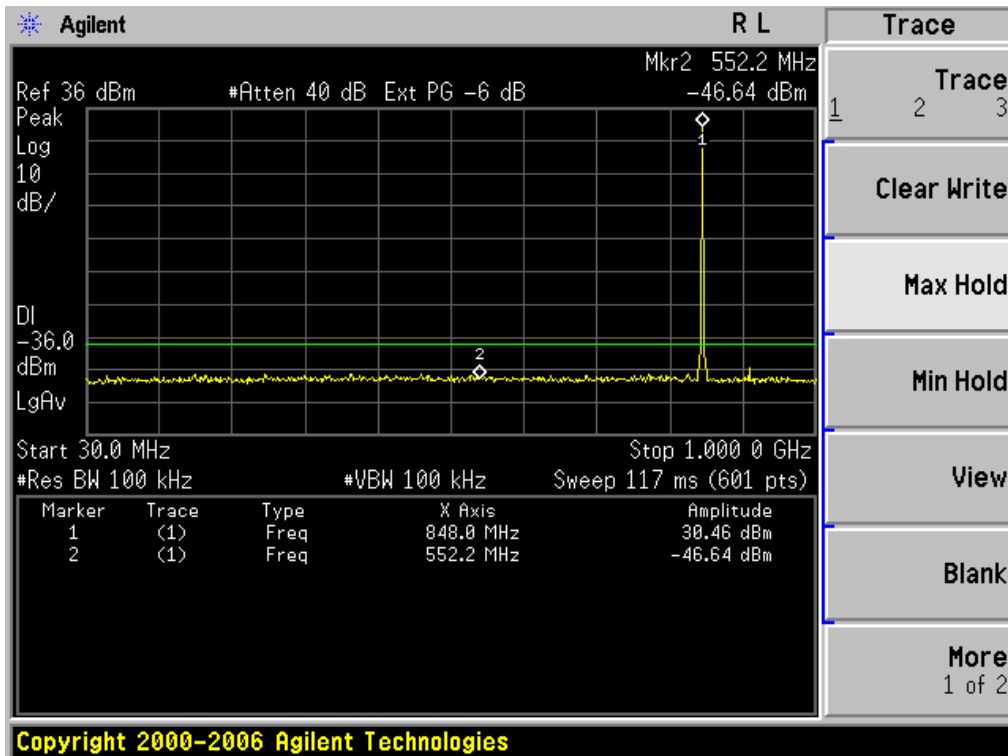 Agilent R L Trace
Mkr2 552.2 MHz
Ref 36 dBm #Atten 40 dB Ext PG -6 dB -46.64 dBm
Peak
Log
10
dB/
1
2
DI
-36.0
dBm
LgAv
Start 30.0 MHz Stop 1.000 0 GHz
#Res BW 100 kHz #VBW 100 kHz Sweep 117 ms (601 pts)
Marker Trace Type X Axis Amplitude
1 (1) Freq 848.0 MHz 30.46 dBm
2 (1) Freq 552.2 MHz -46.64 dBm
Trace
1 2 3
Clear Write
Max Hold
Min Hold
View
Blank
More
1 of 2
Copyright 2000-2006 Agilent Technologies